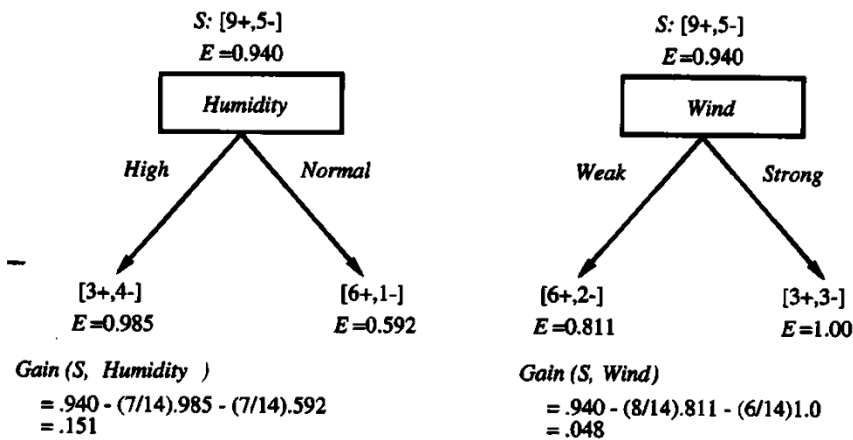 S: [9+,5-]
E =0.940
Humidity
High
Normal
[3+,4-]
E =0.985
[6+,1-]
E =0.592
Gain (S, Humidity )
= .940 - (7/14).985 - (7/14).592
= .151
S: [9+,5-]
E =0.940
Wind
Weak
Strong
[6+,2-]
E =0.811
[3+,3-]
E =1.00
Gain (S, Wind)
= .940 - (8/14).811 - (6/14)1.0
= .048